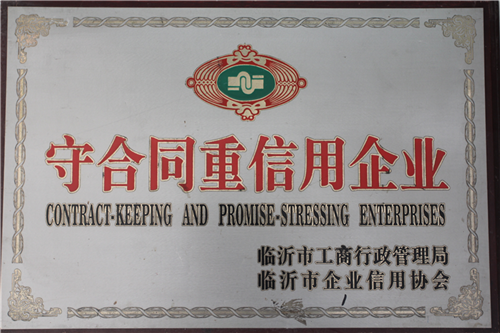 守合同重信用企业
CONTRACT-KEEPING AND PROMISE-STRESSING ENTERPRISES
临沂市工商行政管理局
临沂市企业信用协会